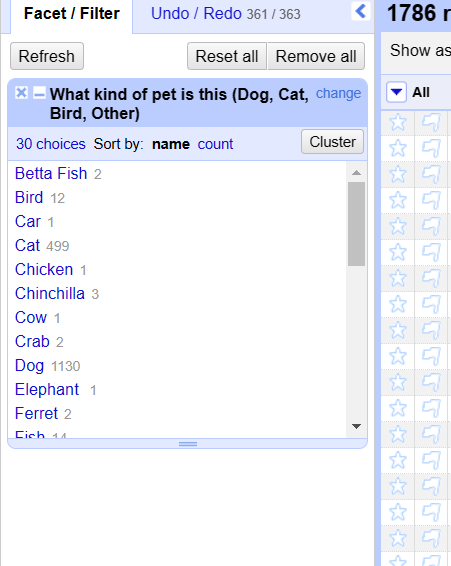 Facet / Filter Undo / Redo 361 / 363
1786 r
Refresh Reset all Remove all
Show as
What kind of pet is this (Dog, Cat, Bird, Other) change
All
30 choices Sort by: name count Cluster
Betta Fish 2
Bird 12
Car 1
Cat 499
Chicken 1
Chinchilla 3
Cow 1
Crab 2
Dog 1130
Elephant 1
Ferret 2
Fish 14